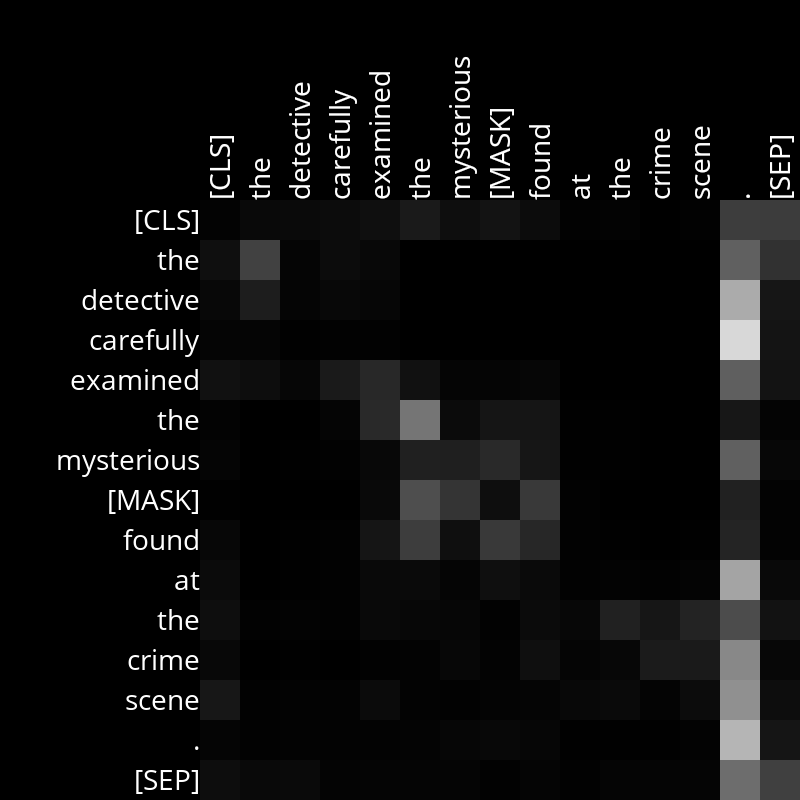 [CLS] the detective carefully examined the mysterious [MASK] found at the crime scene . [SEP]
[CLS]
the
detective
carefully
examined
the
mysterious
[MASK]
found
at
the
crime
scene
.
[SEP]